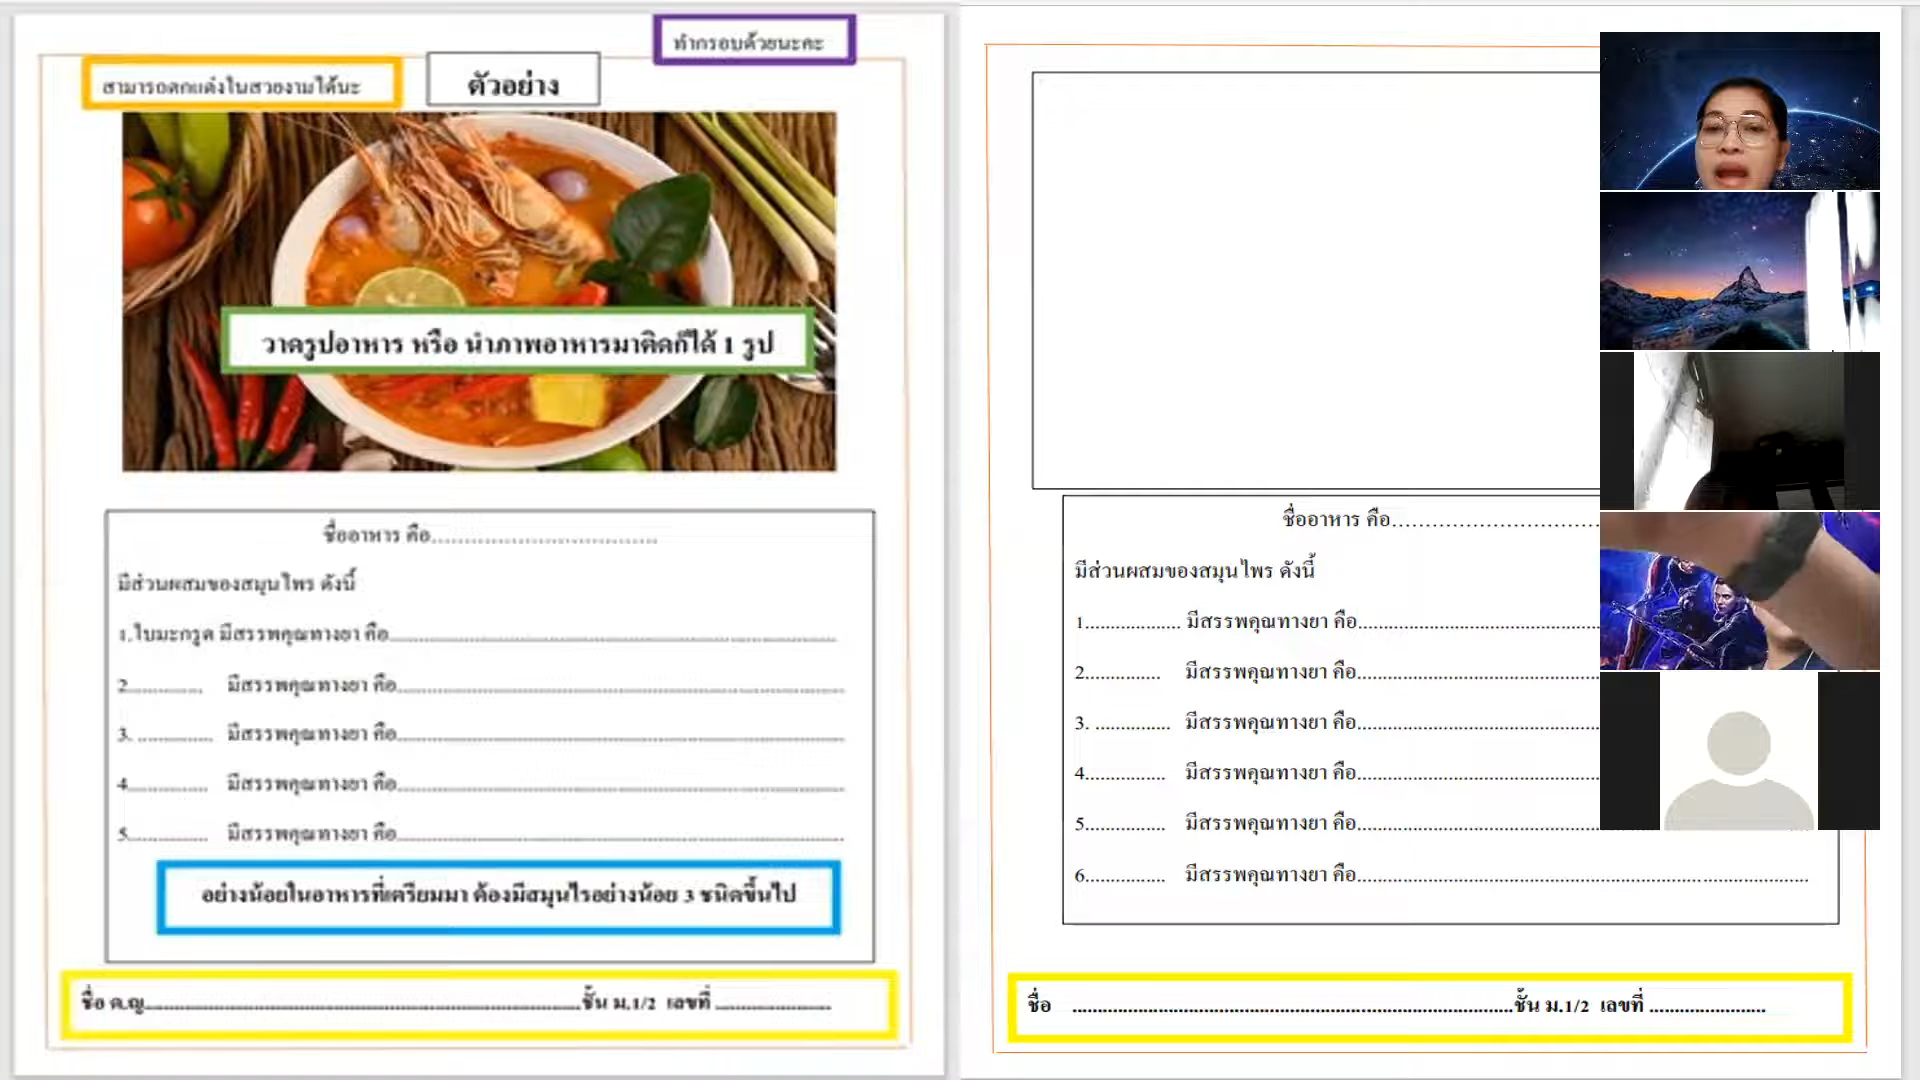 ทำกรอบด้วยนะคะ
สามารถตกแต่งในสวยงามได้นะ
ตัวอย่าง
วาดรูปอาหาร หรือ นำภาพอาหารมาติดก็ได้ 1 รูป
ชื่ออาหาร คือ.................................
มีส่วนผสมของสมุนไพร ดังนี้
1.ใบมะกรูด มีสรรพคุณทางยา คือ................................................................
2.............. มีสรรพคุณทางยา คือ................................................................
3. .............. มีสรรพคุณทางยา คือ................................................................
4............... มีสรรพคุณทางยา คือ................................................................
5............... มีสรรพคุณทางยา คือ................................................................
อย่างน้อยในอาหารที่เตรียมมา ต้องมีสมุนไรอย่างน้อย 3 ชนิดขึ้นไป
ชื่อ ด.ญ................................................................ชั้น ม.1/2 เลขที่ .......................
ชื่ออาหาร คือ...............................
มีส่วนผสมของสมุนไพร ดังนี้
1.................. มีสรรพคุณทางยา คือ................................................
2.............. มีสรรพคุณทางยา คือ................................................
3. .............. มีสรรพคุณทางยา คือ................................................
4............... มีสรรพคุณทางยา คือ................................................
5............... มีสรรพคุณทางยา คือ................................................
6............... มีสรรพคุณทางยา คือ................................................................................
ชื่อ ................................................................................ชั้น ม.1/2 เลขที่ .......................